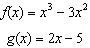 f(x) = x³ − 3x²
g(x) = 2x − 5